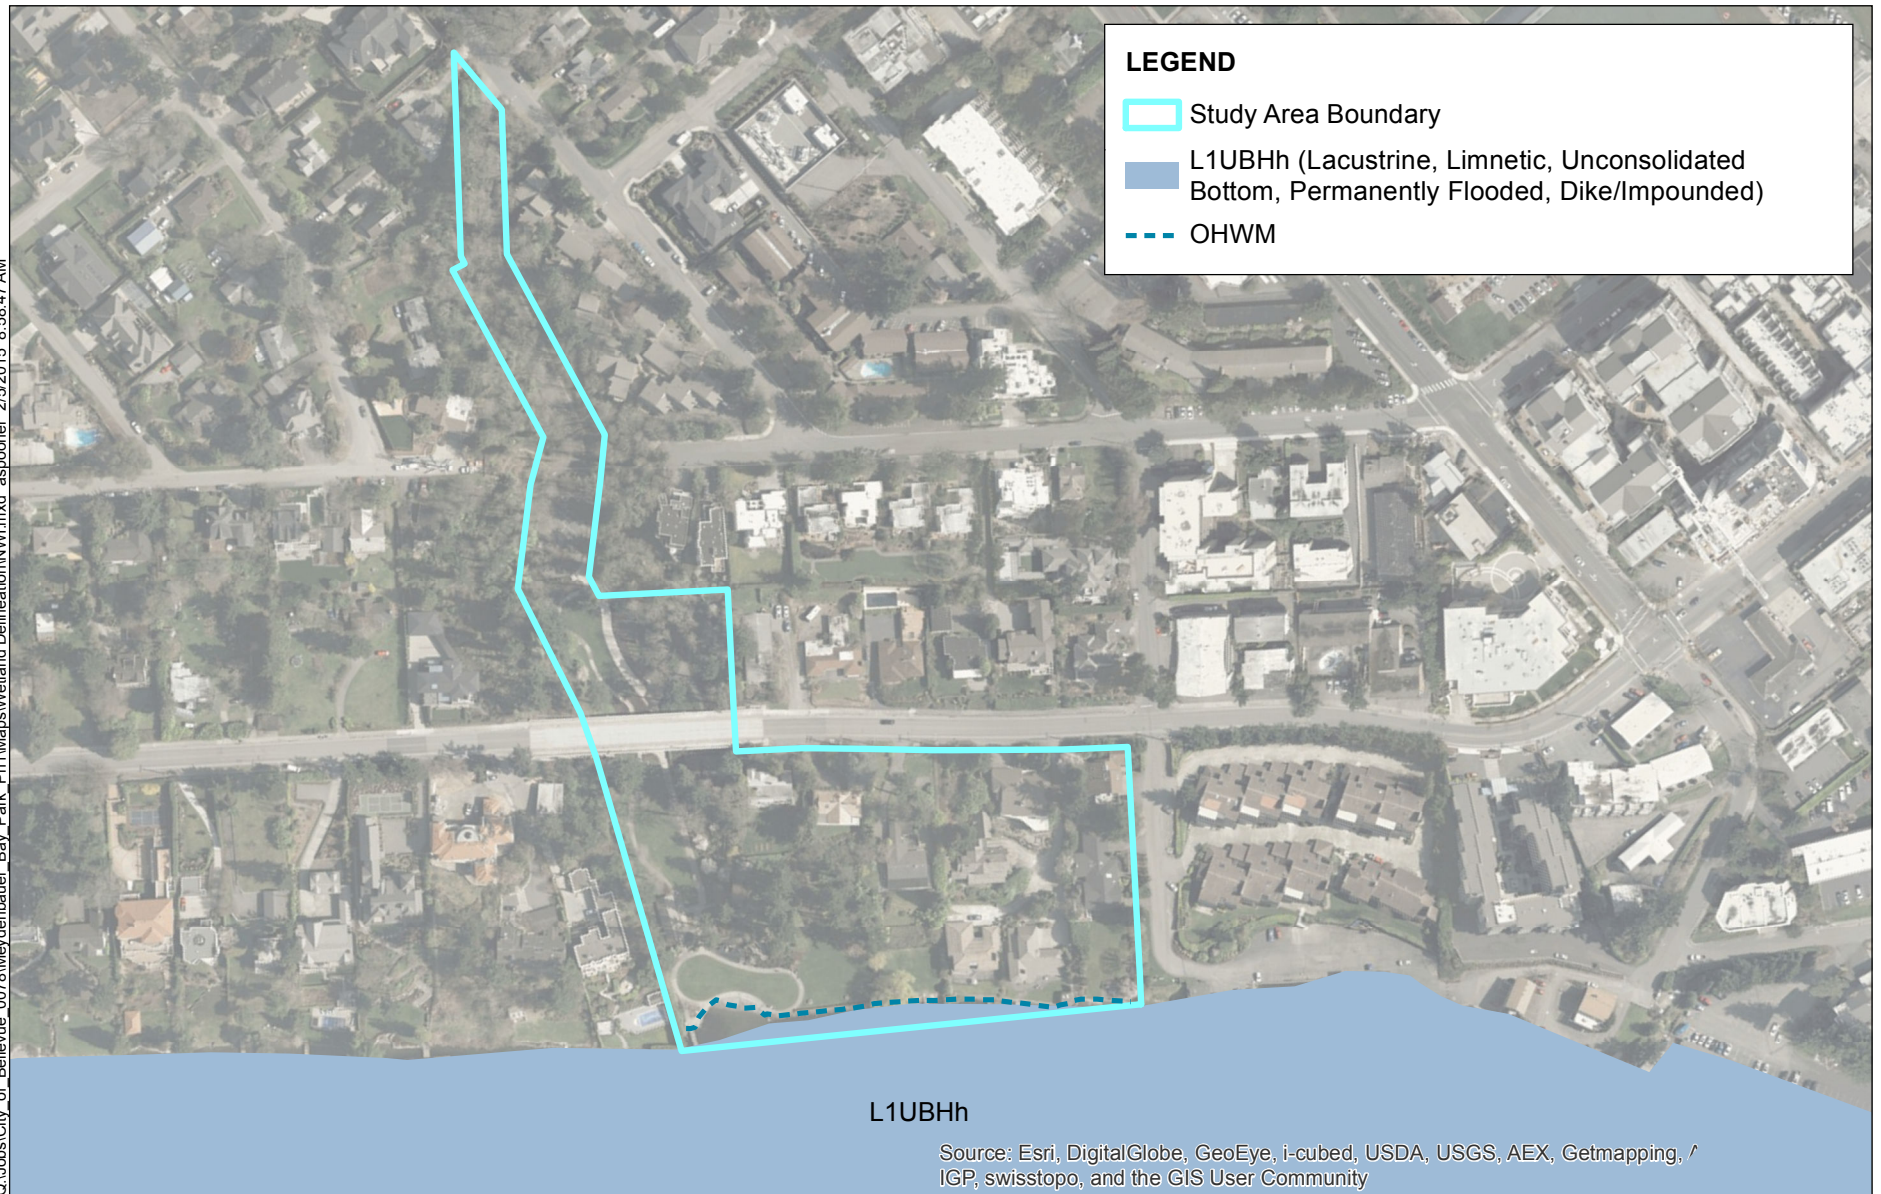 LEGEND
Study Area Boundary
L1UBHh (Lacustrine, Limnetic, Unconsolidated
Bottom, Permanently Flooded, Dike/Impounded)
OHWM
L1UBHh
Source: Esri, DigitalGlobe, GeoEye, i-cubed, USDA, USGS, AEX, Getmapping,
IGP, swisstopo, and the GIS User Community